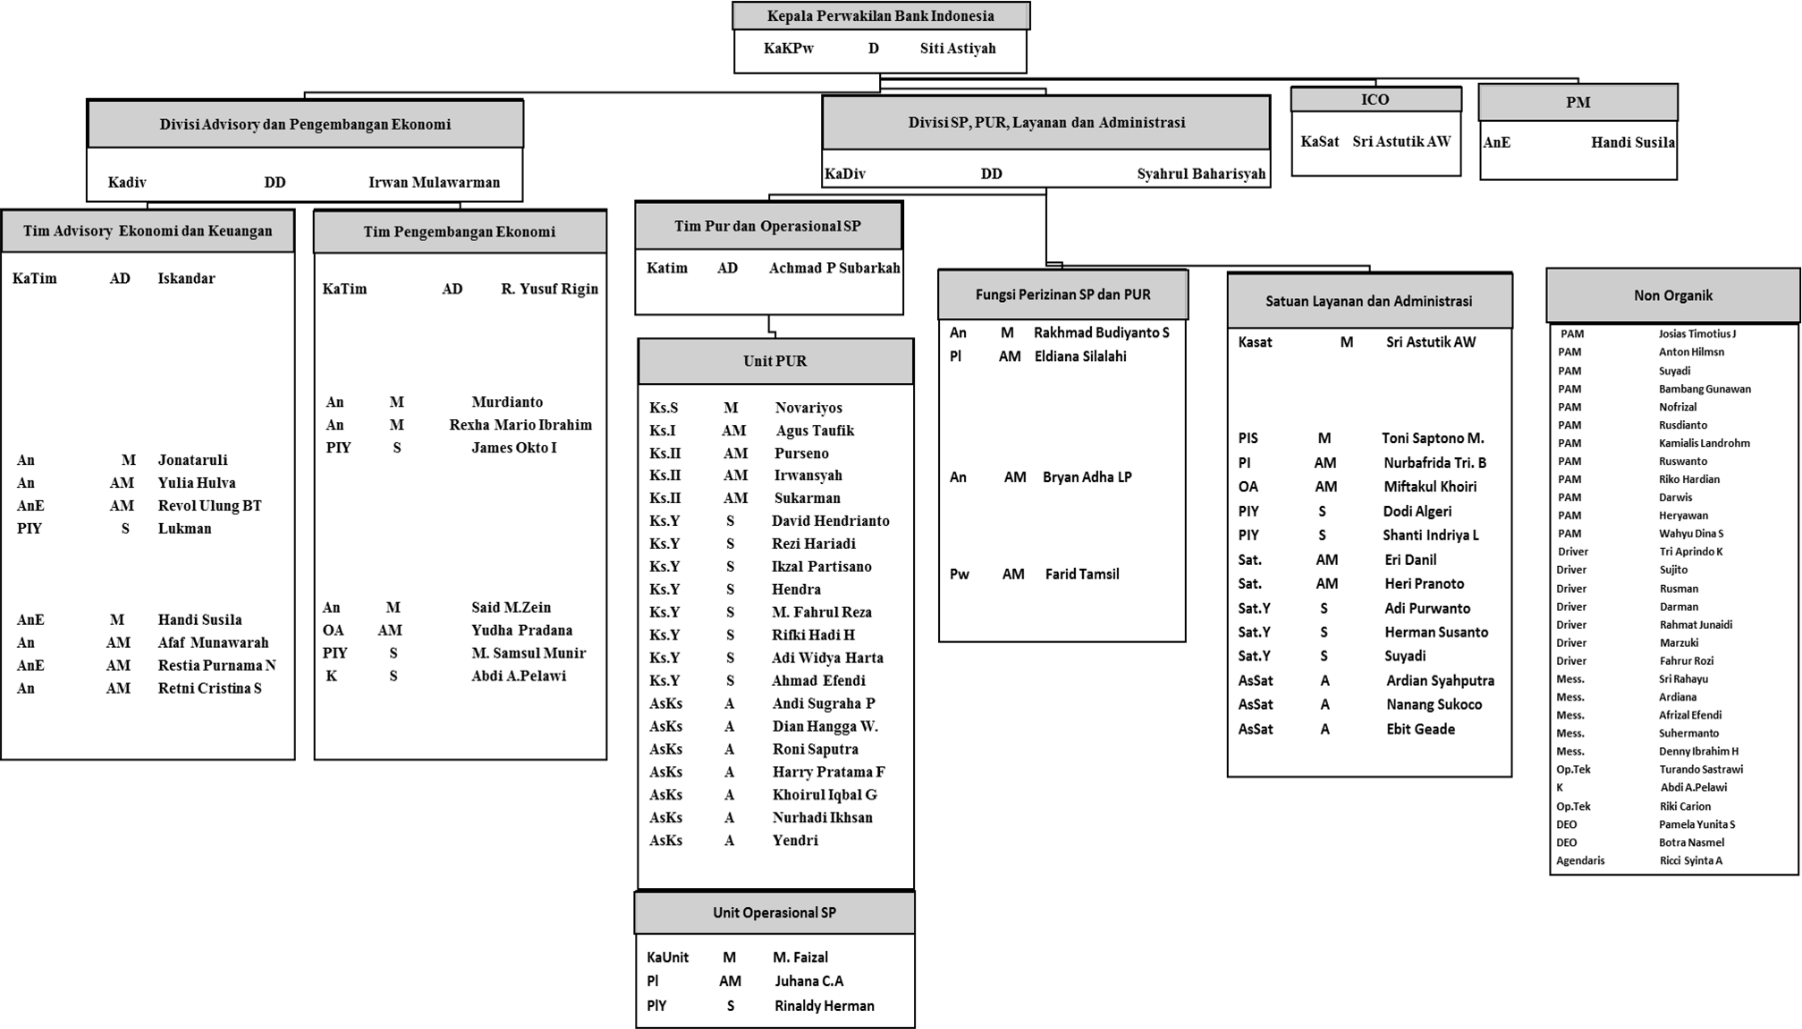 Kepala Perwakilan Bank Indonesia
KaKPw D Siti Astiyah
Divisi Advisory dan Pengembangan Ekonomi
Kadiv DD Irwan Mulawarman
Divisi SP, PUR, Layanan dan Administrasi
KaDiv DD Syahrul Baharisyah
ICO
KaSat Sri Astutik AW
PM
AnE Handi Susila
Tim Advisory Ekonomi dan Keuangan
KaTim AD Iskandar
An M Jonataruli
An AM Yulia Hulva
AnE AM Revol Ulung BT
PIY S Lukman
AnE M Handi Susila
An AM Afaf Munawarah
AnE AM Restia Purnama N
An AM Retni Cristina S
Tim Pengembangan Ekonomi
KaTim AD R. Yusuf Rigin
An M Murdianto
An M Rexha Mario Ibrahim
PIY S James Okto I
An M Said M.Zein
OA AM Yudha Pradana
PIY S M. Samsul Munir
K S Abdi A.Pelawi
Tim Pur dan Operasional SP
Katim AD Achmad P Subarkah
Unit PUR
Ks.S M Novariyos
Ks.I AM Agus Taufik
Ks.II AM Purseno
Ks.II AM Irwansyah
Ks.II AM Sukarman
Ks.Y S David Hendrianto
Ks.Y S Rezi Hariadi
Ks.Y S Ikzal Partisano
Ks.Y S Hendra
Ks.Y S M. Fahrul Reza
Ks.Y S Rifki Hadi H
Ks.Y S Adi Widya Harta
Ks.Y S Ahmad Efendi
AsKs A Andi Sugraha P
AsKs A Dian Hangga W.
AsKs A Roni Saputra
AsKs A Harry Pratama F
AsKs A Khoirul Iqbal G
AsKs A Nurhadi Ikhsan
AsKs A Yendri
Unit Operasional SP
KaUnit M M. Faizal
Pl AM Juhana C.A
PlY S Rinaldy Herman
Fungsi Perizinan SP dan PUR
An M Rakhmad Budiyanto S
Pl AM Eldiana Silalahi
An AM Bryan Adha LP
Pw AM Farid Tamsil
Satuan Layanan dan Administrasi
Kasat M Sri Astutik AW
PIS M Toni Saptono M.
PI AM Nurbafrida Tri. B
OA AM Miftakul Khoiri
PIY S Dodi Algeri
PIY S Shanti Indriya L
Sat. AM Eri Danil
Sat. AM Heri Pranoto
Sat.Y S Adi Purwanto
Sat.Y S Herman Susanto
Sat.Y S Suyadi
AsSat A Ardian Syahputra
AsSat A Nanang Sukoco
AsSat A Ebit Geade
Non Organik
PAM Josias Timotius J
PAM Anton Hilmsn
PAM Suyadi
PAM Bambang Gunawan
PAM Nofrizal
PAM Rusdianto
PAM Kamialis Landrohm
PAM Ruswanto
PAM Riko Hardian
PAM Darwis
PAM Heryawan
PAM Wahyu Dina S
Driver Tri Aprindo K
Driver Sujito
Driver Rusman
Driver Darman
Driver Rahmat Junaidi
Driver Marzuki
Driver Fahrur Rozi
Mess. Sri Rahayu
Mess. Ardiana
Mess. Afrizal Efendi
Mess. Suhermanto
Mess. Denny Ibrahim H
Op.Tek Turando Sastrawi
K Abdi A.Pelawi
Op.Tek Riki Carion
DEO Pamela Yunita S
DEO Botra Nasmel
Agendaris Ricci Syinta A